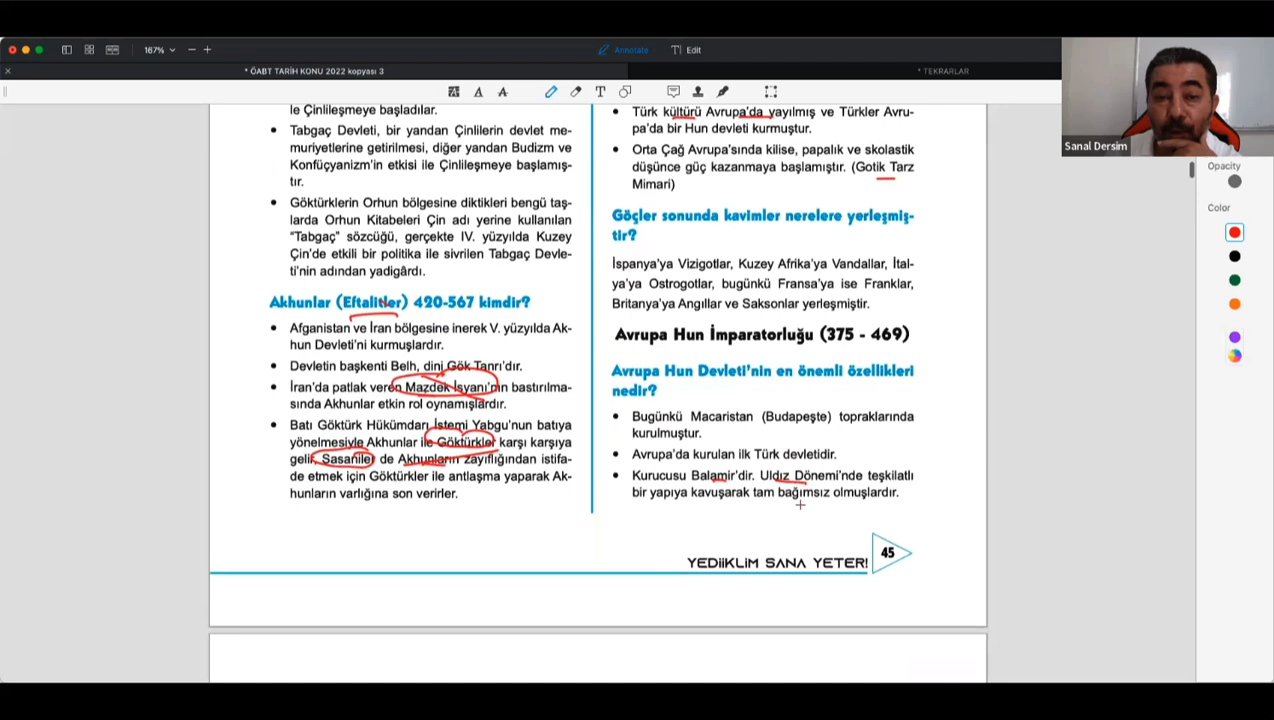 167%
Annotate
Edit
* ÖABT TARİH KONU 2022 kopyası 3
* TEKRARLAR
Sanal Dersim
Opacity
Color
le Çinlileşmeye başladılar.
Tabgaç Devleti, bir yandan Çinlilerin devlet me-
muriyetlerine getirilmesi, diğer yandan Budizm ve
Konfüçyanizm'in etkisi ile Çinlileşmeye başlamış-
tır.
Göktürklerin Orhun bölgesine diktikleri bengü taş-
larda Orhun Kitabeleri Çin adı yerine kullanılan
"Tabgaç" sözcüğü, gerçekte IV. yüzyılda Kuzey
Çin'de etkili bir politika ile sivrilen Tabgaç Devle-
ti'nin adından yadigârdı.
Akhunlar (Eftalitler) 420-567 kimdir?
Afganistan ve İran bölgesine inerek V. yüzyılda Ak-
hun Devleti'ni kurmuşlardır.
Devletin başkenti Belh, dini Gök Tanrı'dır.
İran'da patlak veren Mazdek İsyanı'nın bastırılma-
sında Akhunlar etkin rol oynamışlardır.
Batı Göktürk Hükümdarı İstemi Yabgu'nun batıya
yönelmesiyle Akhunlar ile Göktürkler karşı karşıya
gelir. Sasaniler de Akhunların zayıflığından istifa-
de etmek için Göktürkler ile antlaşma yaparak Ak-
hunların varlığına son verirler.
Türk kültürü Avrupa'da yayılmış ve Türkler Avru-
pa'da bir Hun devleti kurmuştur.
Orta Çağ Avrupa'sında kilise, papalık ve skolastik
düşünce güç kazanmaya başlamıştır. (Gotik Tarz
Mimari)
Göçler sonunda kavimler nerelere yerleşmiş-
tir?
İspanya'ya Vizigotlar, Kuzey Afrika'ya Vandallar, İtal-
ya'ya Ostrogotlar, bugünkü Fransa'ya ise Franklar,
Britanya'ya Angıllar ve Saksonlar yerleşmiştir.
Avrupa Hun İmparatorluğu (375 - 469)
Avrupa Hun Devleti'nin en önemli özellikleri
nedir?
Bugünkü Macaristan (Budapeşte) topraklarında
kurulmuştur.
Avrupa'da kurulan ilk Türk devletidir.
Kurucusu Balamir'dir. Uldız Dönemi'nde teşkilatlı
bir yapıya kavuşarak tam bağımsız olmuşlardır.
YEDİİKLİM SANA YETER!
45